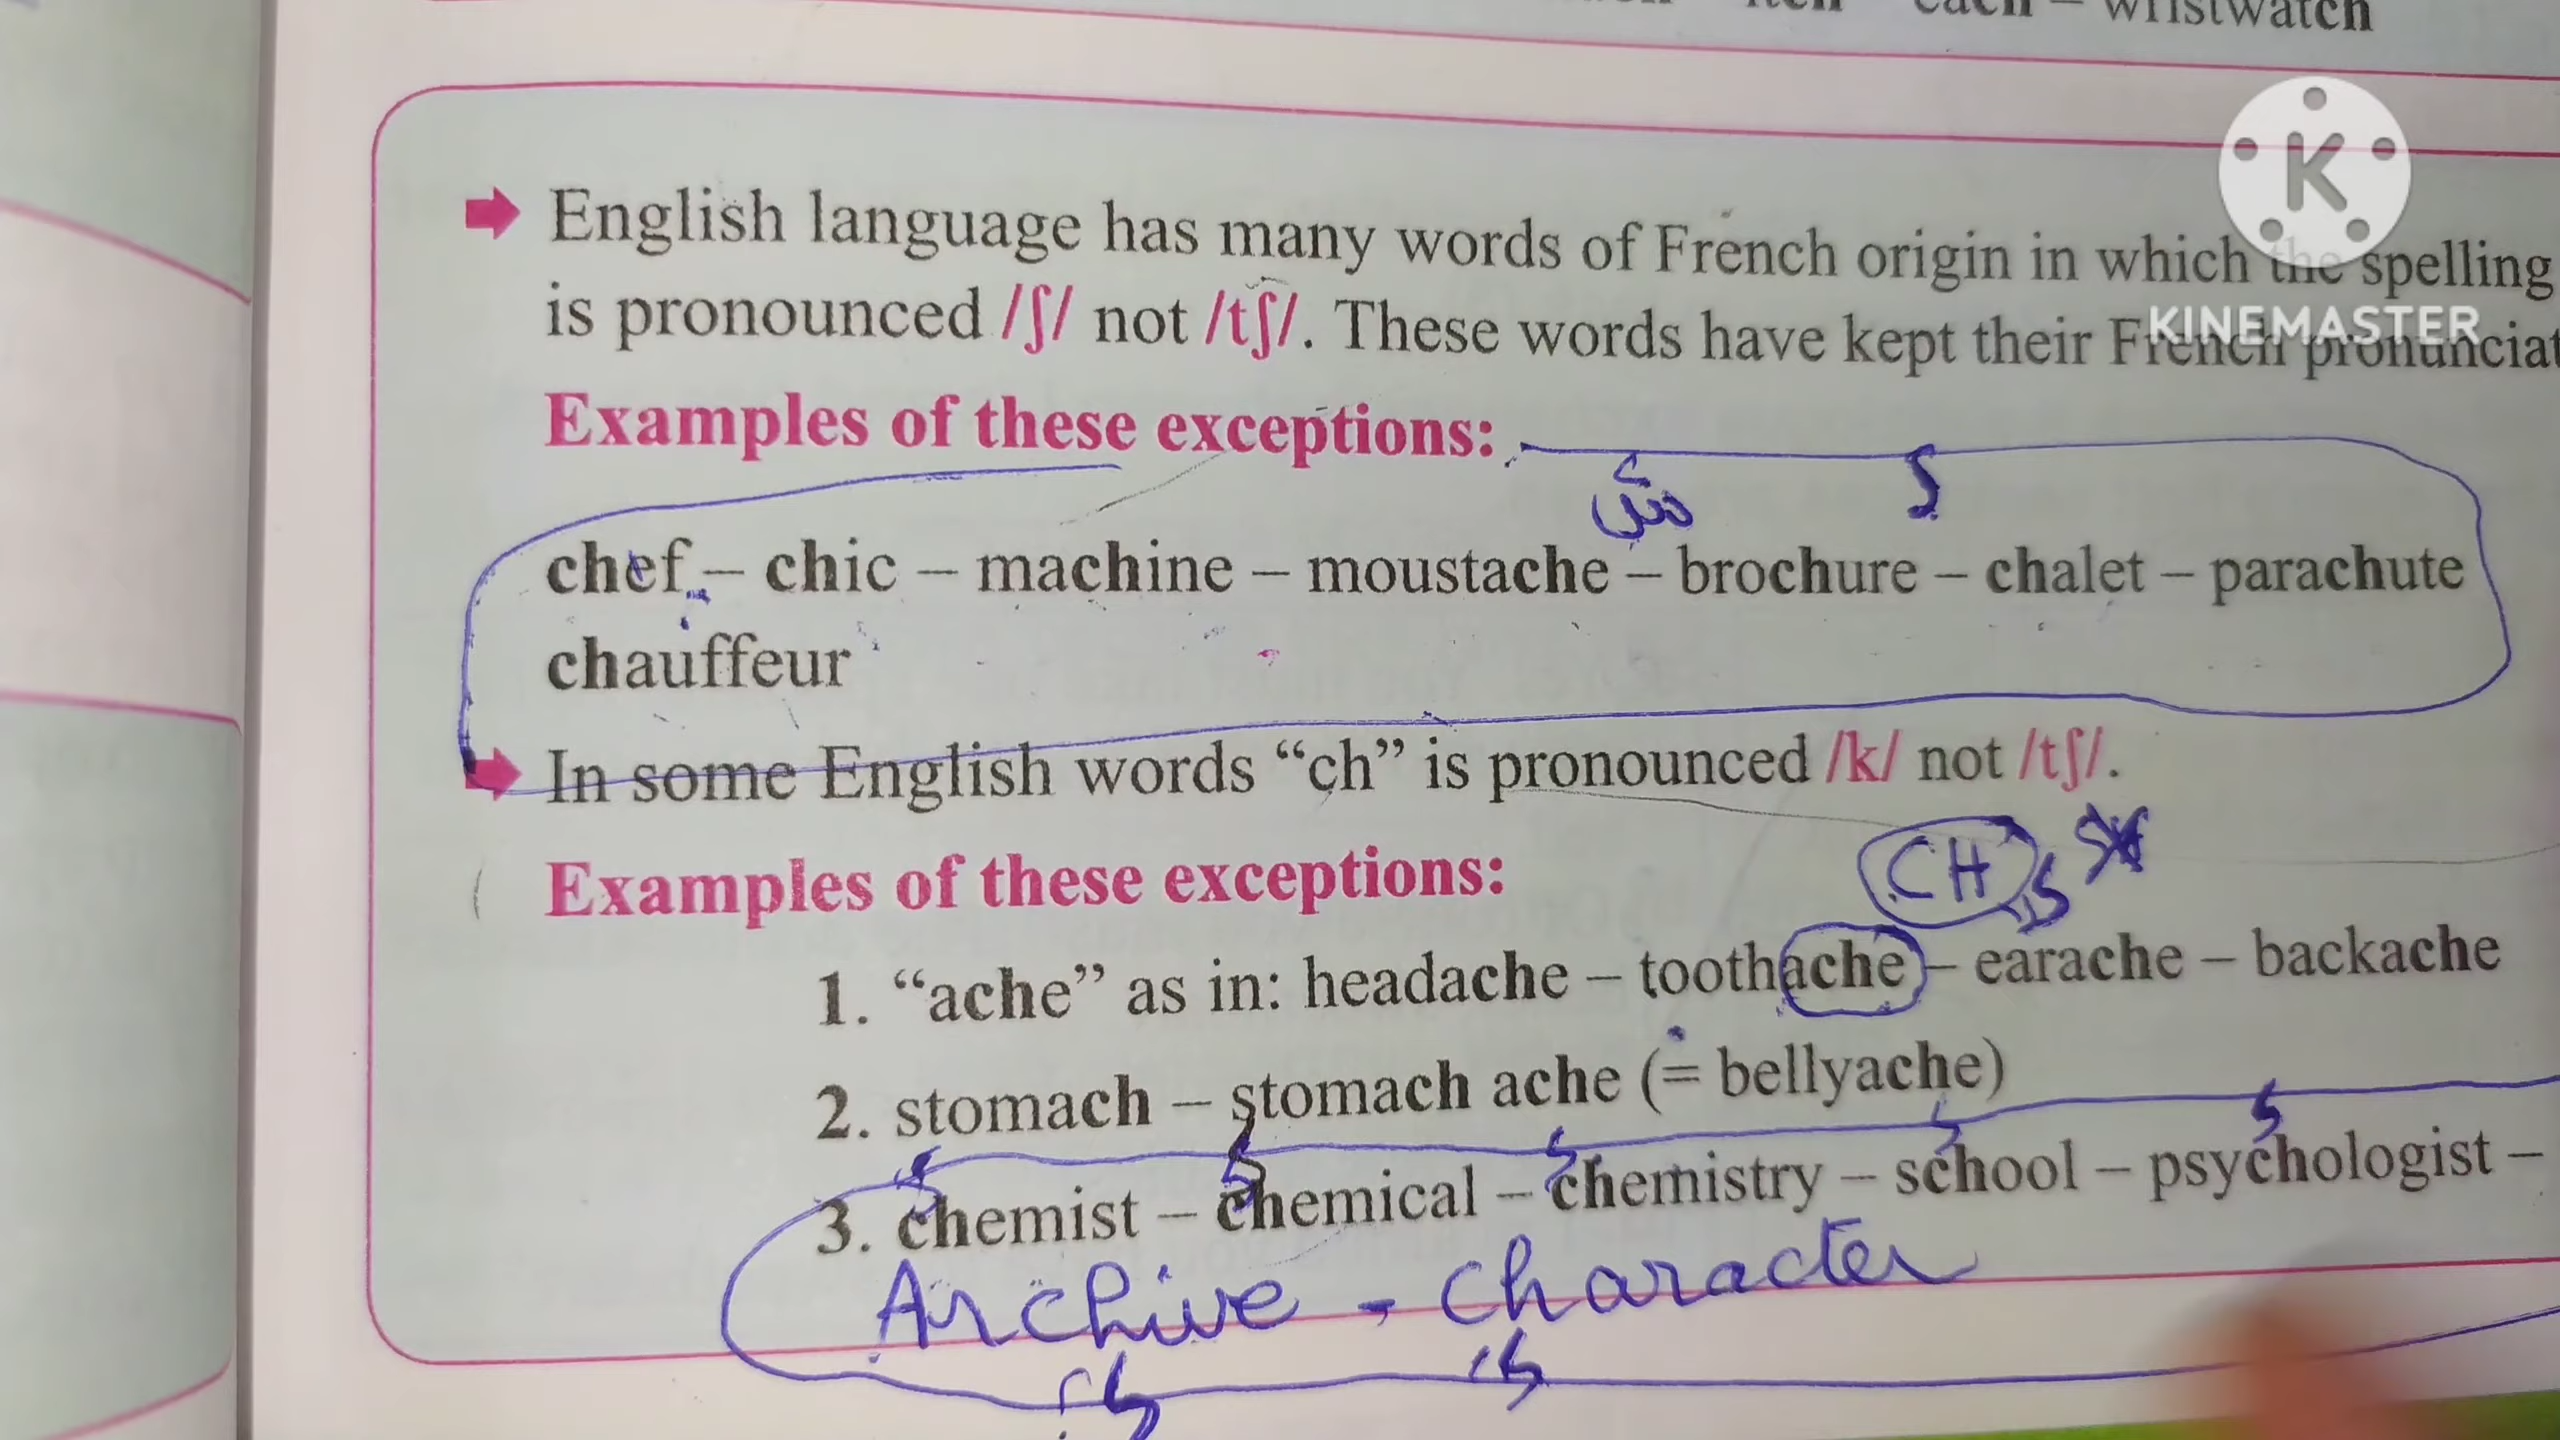 each – wristwatch
English language has many words of French origin in which the spelling
is pronounced /ʃ/ not /tʃ/. These words have kept their French pronunciat
KINEMASTER
Examples of these exceptions:
ش
chef – chic – machine – moustache – brochure – chalet – parachute
chauffeur
In some English words “ch” is pronounced /k/ not /tʃ/.
CH
Examples of these exceptions:
1. “ache” as in: headache – toothache – earache – backache
2. stomach – stomach ache (= bellyache)
3. chemist – chemical – chemistry – school – psychologist –
Archive - Character